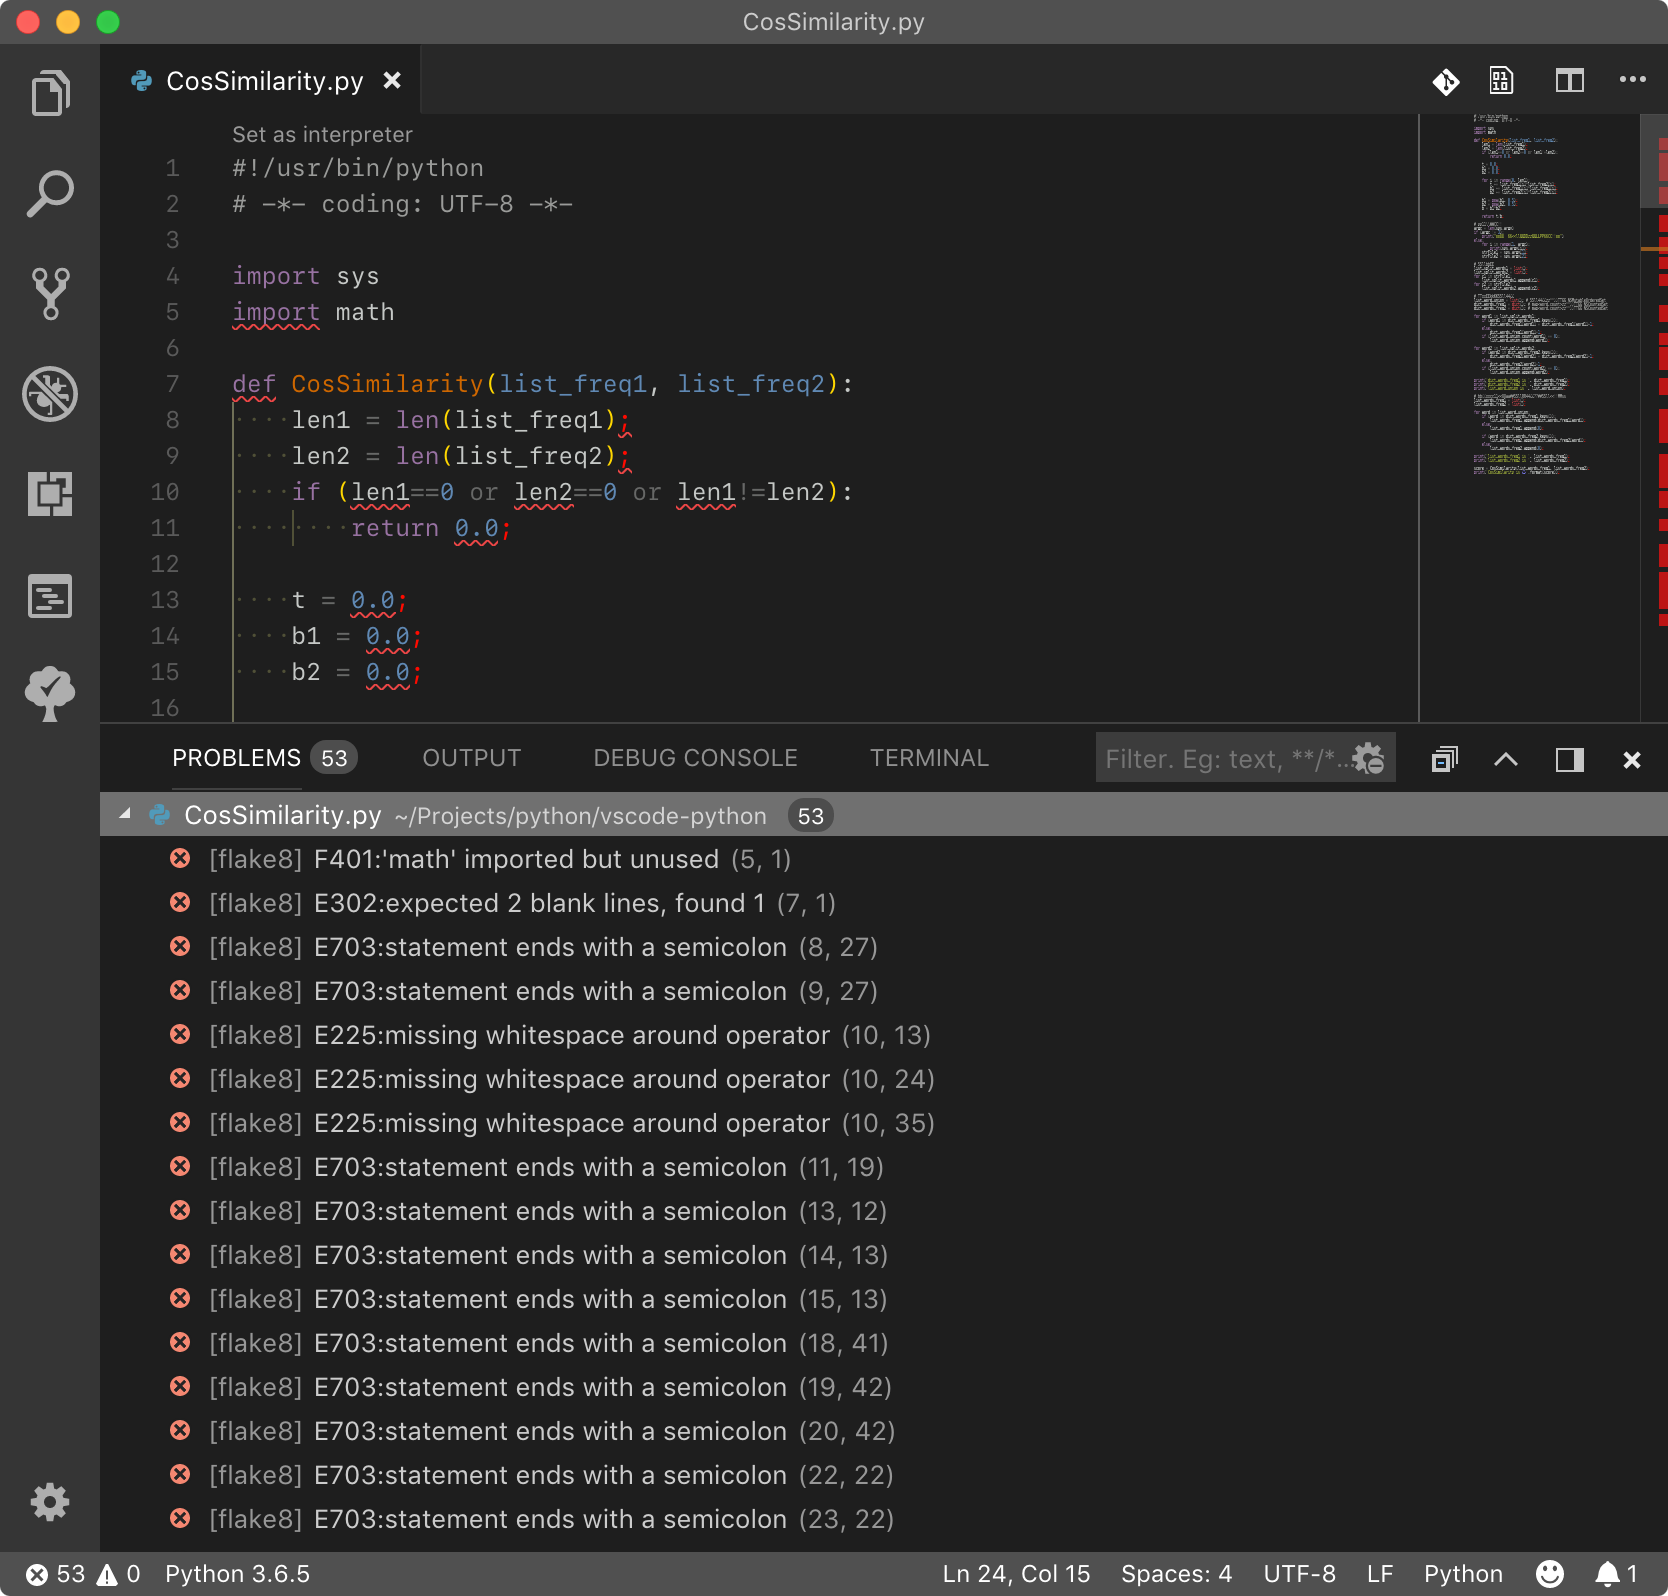 CosSimilarity.py
CosSimilarity.py
Set as interpreter
1 #!/usr/bin/python
2 # -*- coding: UTF-8 -*-
3
4 import sys
5 import math
6
7 def CosSimilarity(list_freq1, list_freq2):
8 ····len1 = len(list_freq1);
9 ····len2 = len(list_freq2);
10 ····if (len1==0 or len2==0 or len1!=len2):
11 ········return 0.0;
12
13 ····t = 0.0;
14 ····b1 = 0.0;
15 ····b2 = 0.0;
16
PROBLEMS 53 OUTPUT DEBUG CONSOLE TERMINAL Filter. Eg: text, **/*...
CosSimilarity.py ~/Projects/python/vscode-python 53
[flake8] F401:'math' imported but unused (5, 1)
[flake8] E302:expected 2 blank lines, found 1 (7, 1)
[flake8] E703:statement ends with a semicolon (8, 27)
[flake8] E703:statement ends with a semicolon (9, 27)
[flake8] E225:missing whitespace around operator (10, 13)
[flake8] E225:missing whitespace around operator (10, 24)
[flake8] E225:missing whitespace around operator (10, 35)
[flake8] E703:statement ends with a semicolon (11, 19)
[flake8] E703:statement ends with a semicolon (13, 12)
[flake8] E703:statement ends with a semicolon (14, 13)
[flake8] E703:statement ends with a semicolon (15, 13)
[flake8] E703:statement ends with a semicolon (18, 41)
[flake8] E703:statement ends with a semicolon (19, 42)
[flake8] E703:statement ends with a semicolon (20, 42)
[flake8] E703:statement ends with a semicolon (22, 22)
[flake8] E703:statement ends with a semicolon (23, 22)
53 0 Python 3.6.5 Ln 24, Col 15 Spaces: 4 UTF-8 LF Python 1